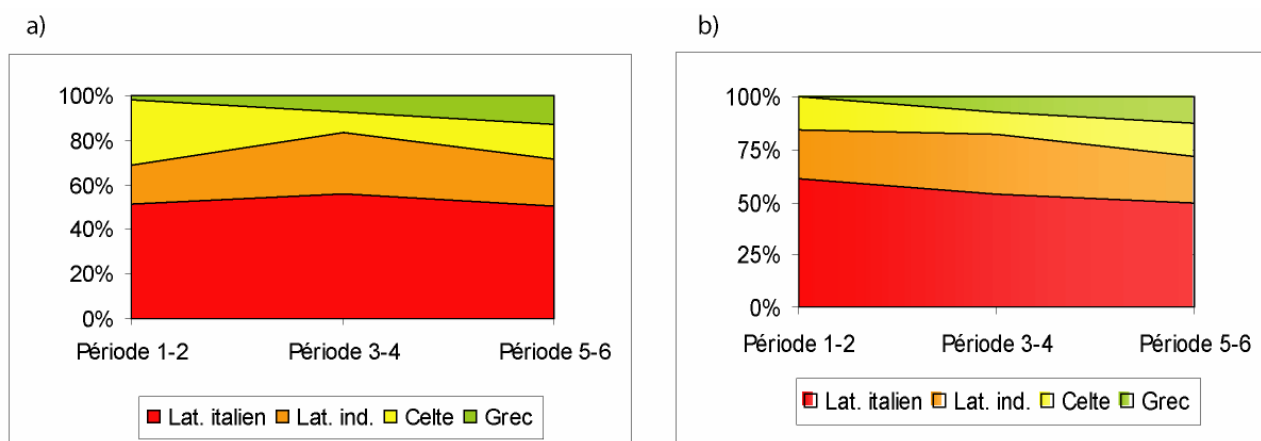 a)
100%
80%
60%
40%
20%
0%
Période 1-2 Période 3-4 Période 5-6
Lat. italien Lat. ind. Celte Grec
b)
100%
75%
50%
25%
0%
Période 1-2 Période 3-4 Période 5-6
Lat. italien Lat. ind. Celte Grec